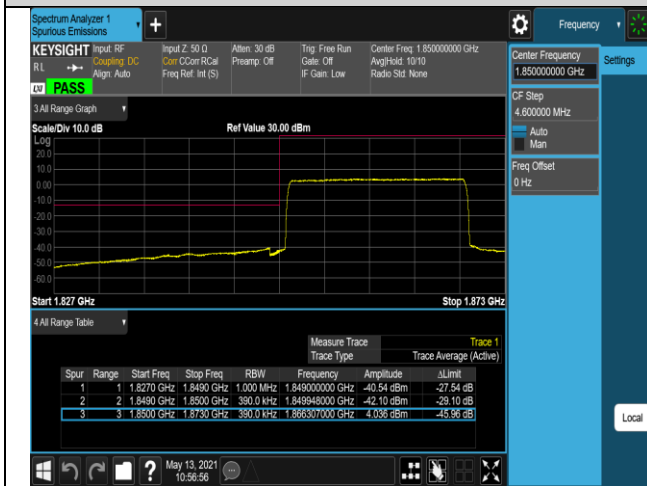 Spectrum Analyzer 1
Spurious Emissions
+
Frequency
KEYSIGHT Input: RF Input Z: 50 Ω Atten: 30 dB Trig: Free Run Center Freq: 1.850000000 GHz
RL Coupling: DC Corr CCorr RCal Preamp: Off Gate: Off Avg|Hold: 10/10
Align: Auto Freq Ref: Int (S) IF Gain: Low Radio Std: None
LXI PASS
Center Frequency
1.850000000 GHz
Settings
CF Step
4.600000 MHz
Auto
Man
Freq Offset
0 Hz
3 All Range Graph
Scale/Div 10.0 dB Ref Value 30.00 dBm
Log
20.0
10.0
0.00
-10.0
-20.0
-30.0
-40.0
-50.0
-60.0
Start 1.827 GHz Stop 1.873 GHz
4 All Range Table
Measure Trace Trace 1
Trace Type Trace Average (Active)
Spur Range Start Freq Stop Freq RBW Frequency Amplitude ΔLimit
1 1 1.8270 GHz 1.8490 GHz 1.000 MHz 1.849000000 GHz -40.54 dBm -27.54 dB
2 2 1.8490 GHz 1.8500 GHz 390.0 kHz 1.849948000 GHz -42.10 dBm -29.10 dB
3 3 1.8500 GHz 1.8730 GHz 390.0 kHz 1.866307000 GHz 4.036 dBm -45.96 dB
Local
? May 13, 2021
10:56:56